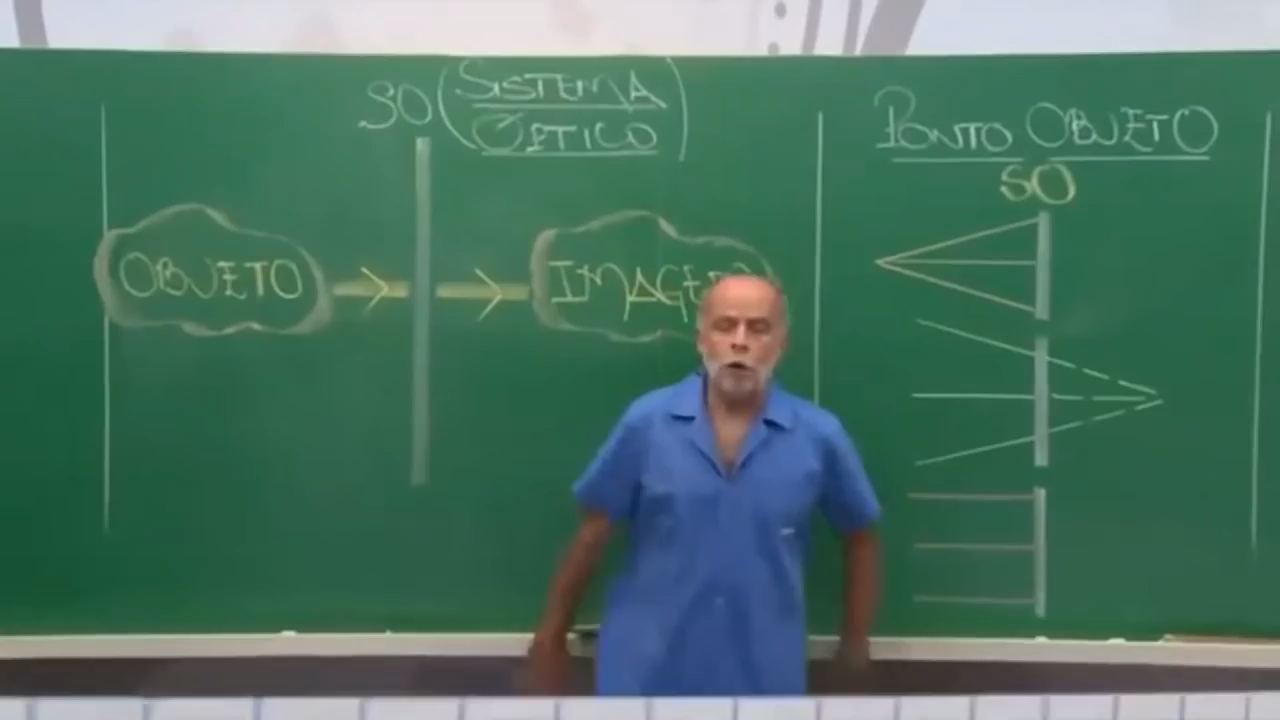 SO (SISTEMA
ÓPTICO)
OBJETO
PONTO OBJETO
SO